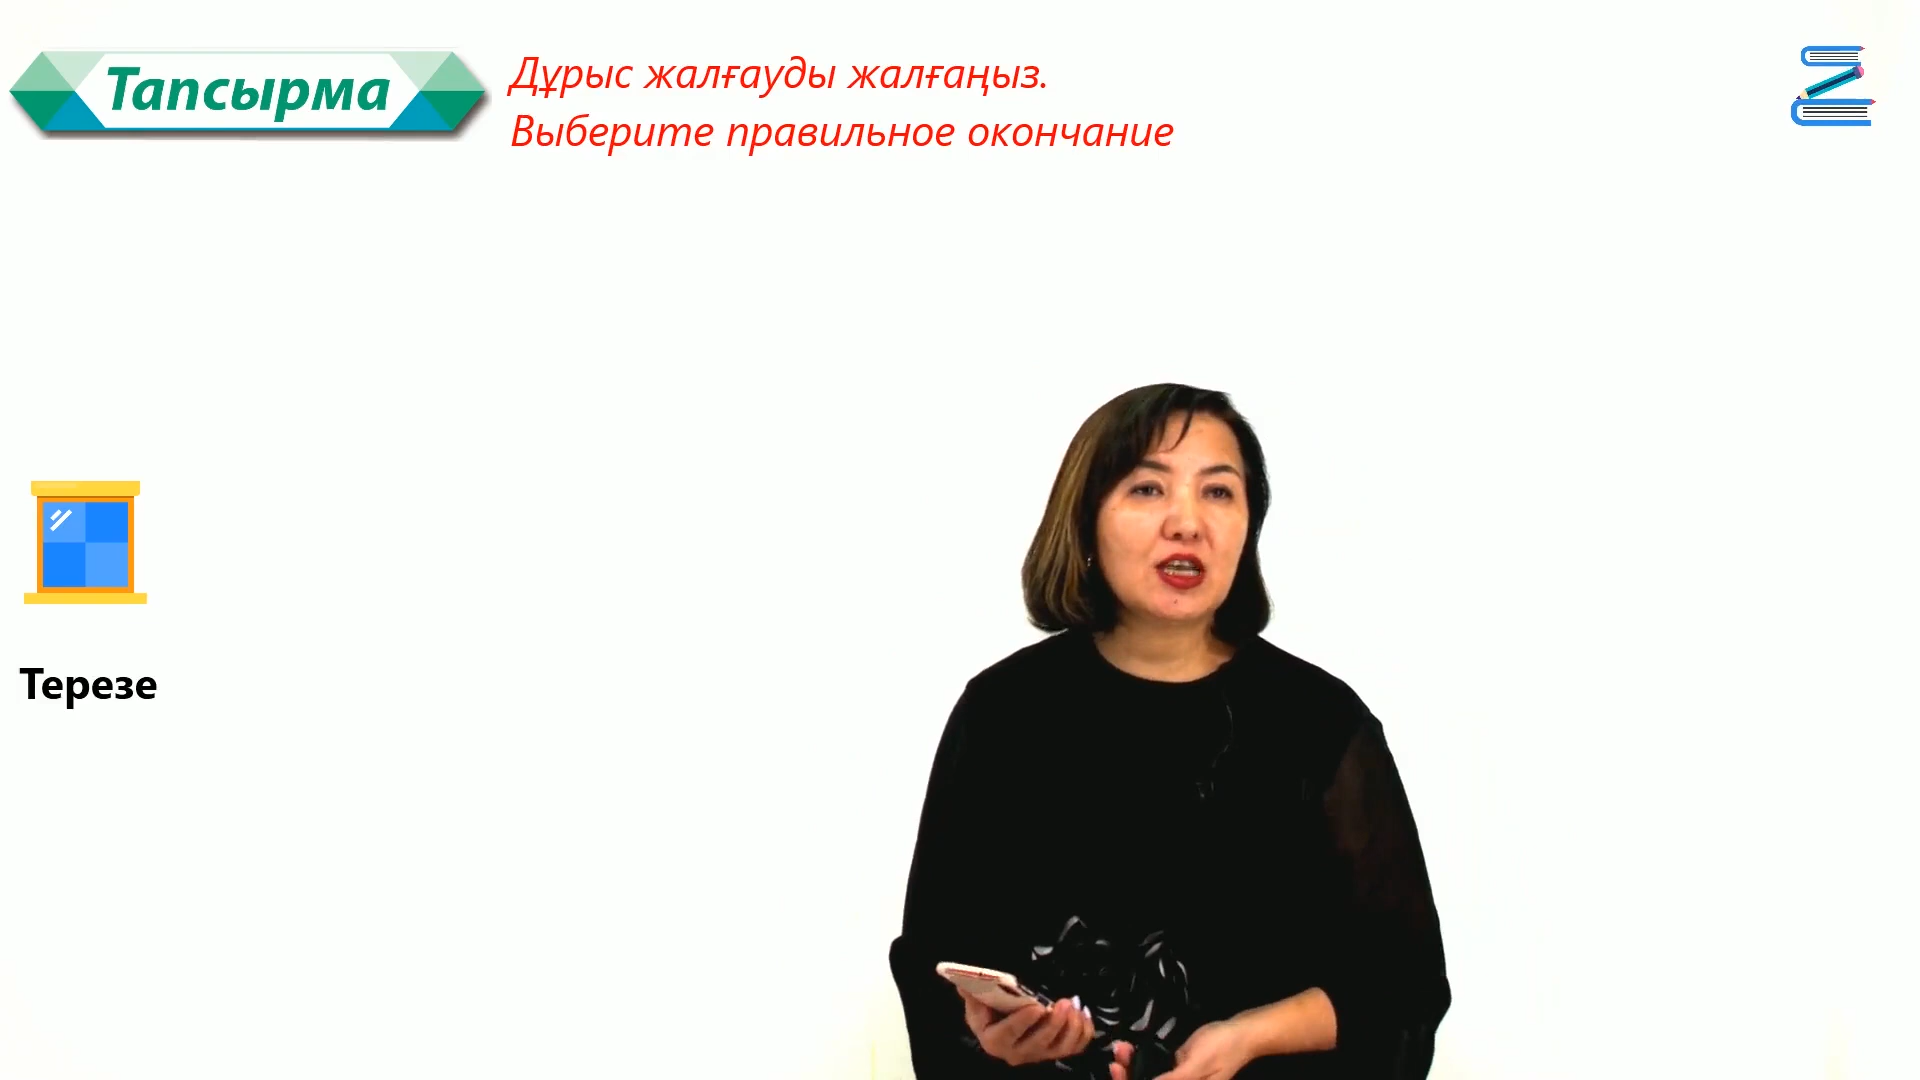 Тапсырма
Дұрыс жалғауды жалғаңыз.
Выберите правильное окончание
Терезе